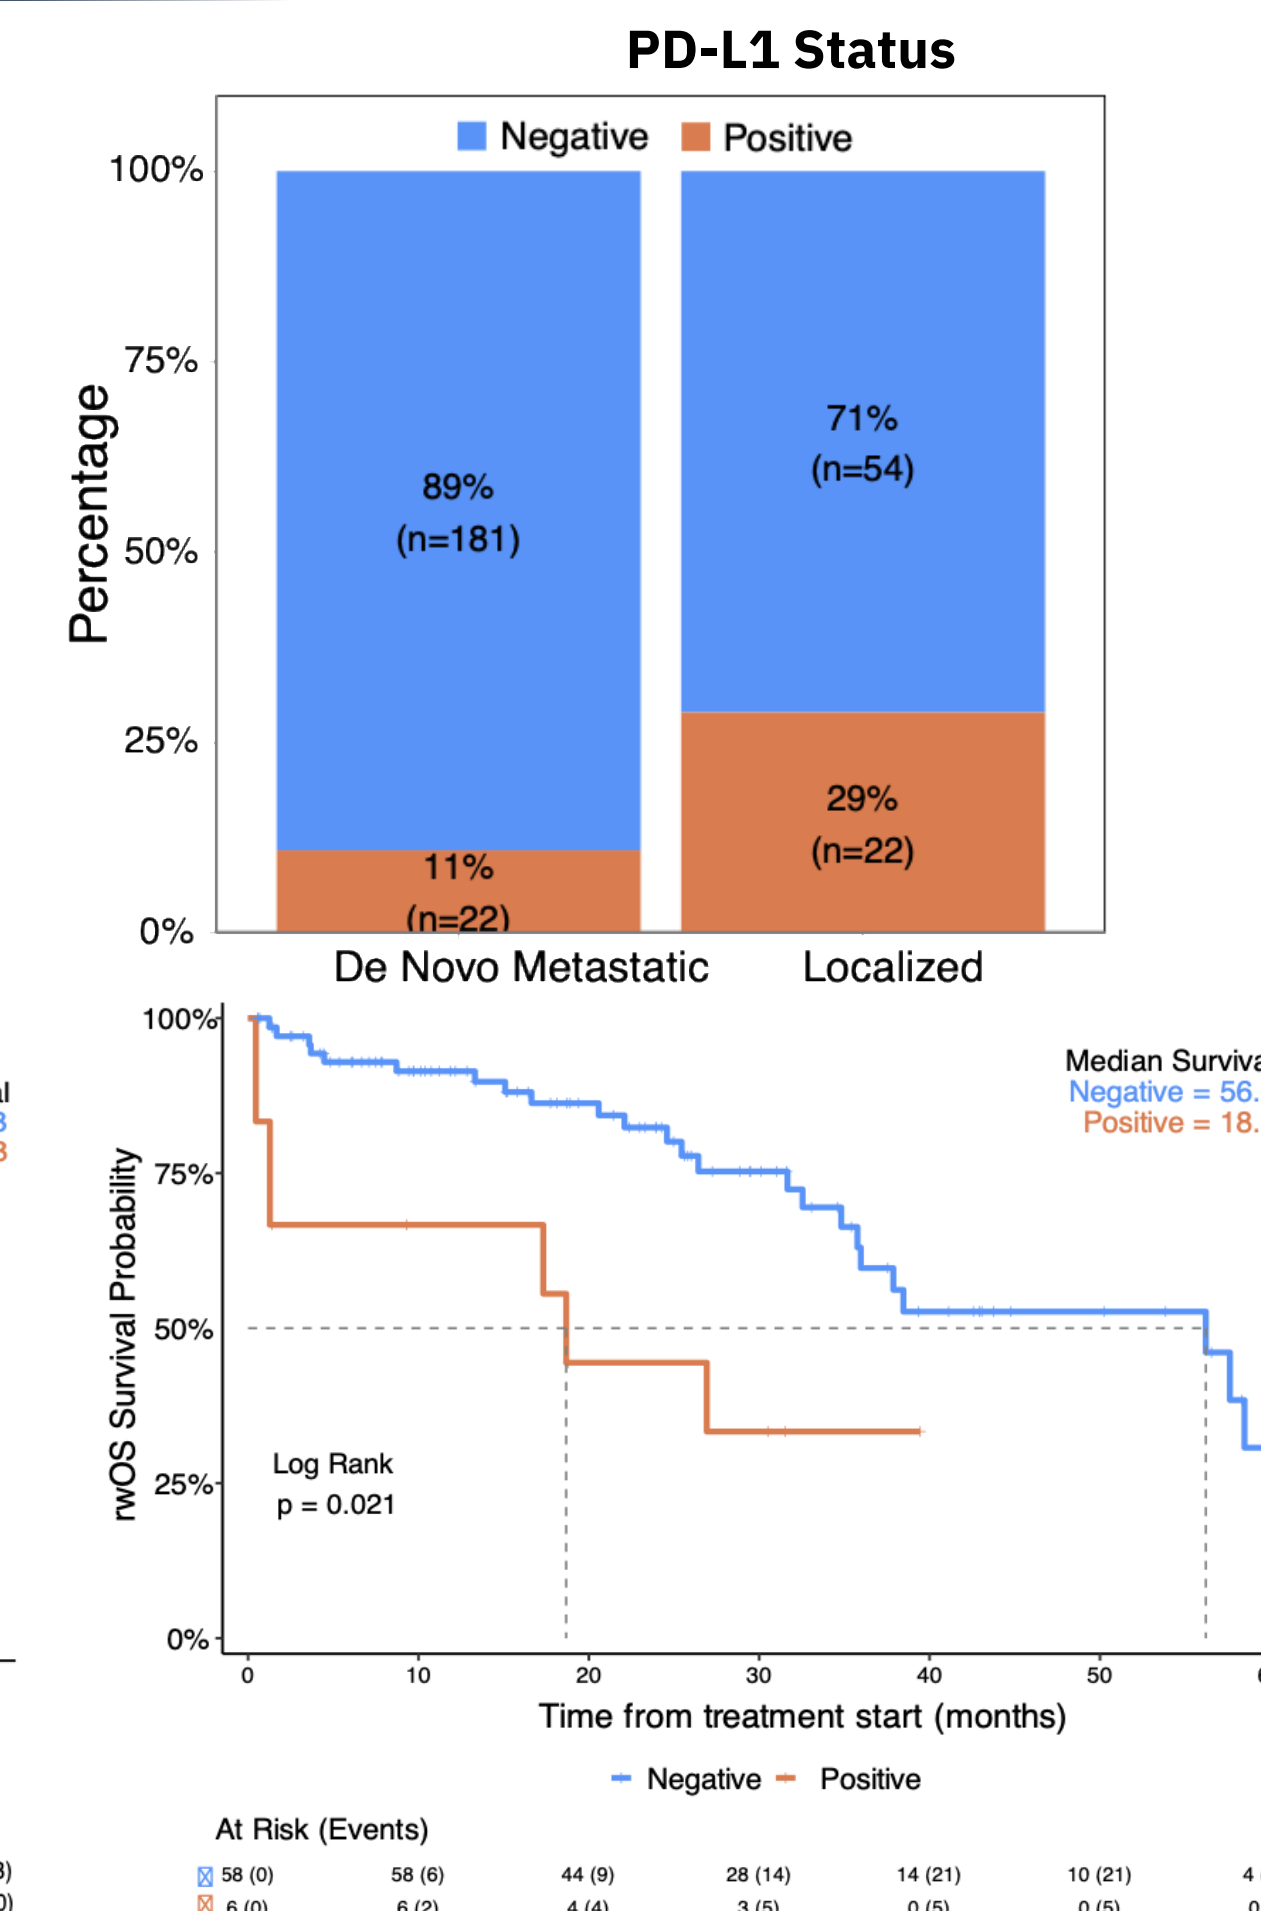 PD-L1 Status
Negative Positive
100%
75%
50%
25%
0%
Percentage
89%
(n=181)
71%
(n=54)
11%
(n=22)
29%
(n=22)
De Novo Metastatic Localized
100%
75%
50%
25%
0%
rwOS Survival Probability
Negative = 56.
Positive = 18.
Median
Log Rank
p = 0.021
0 10 20 30 40 50
Time from treatment start (months)
Negative Positive
At Risk (Events)
58 (0) 58 (6) 44 (9) 28 (14) 14 (21) 10 (21) 4
6 (0) 6 (2) 4 (4) 3 (5) 0 (5) 0 (5) 0